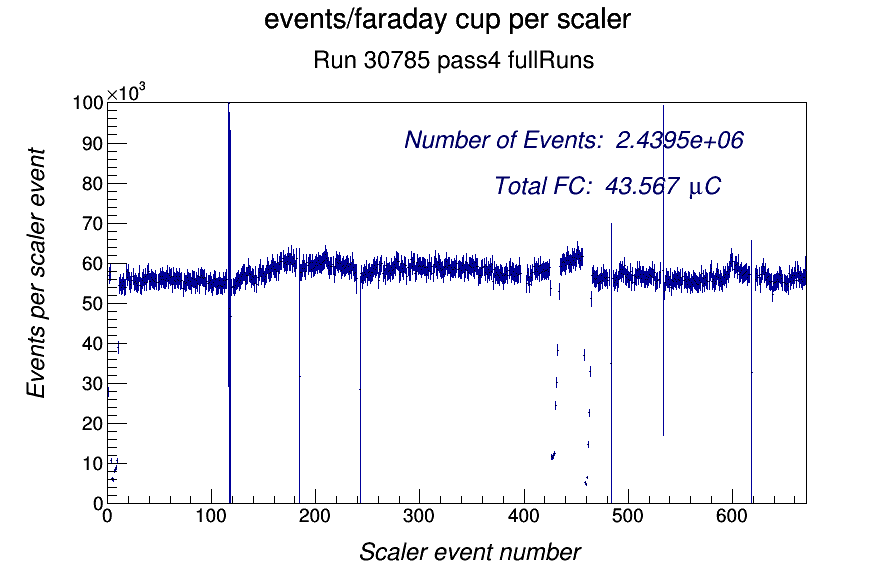 events/faraday cup per scaler
Run 30785 pass4 fullRuns
×10³
100
90
80
70
60
50
40
30
20
10
0
Events per scaler event
Number of Events: 2.4395e+06
Total FC: 43.567 μC
0 100 200 300 400 500 600
Scaler event number